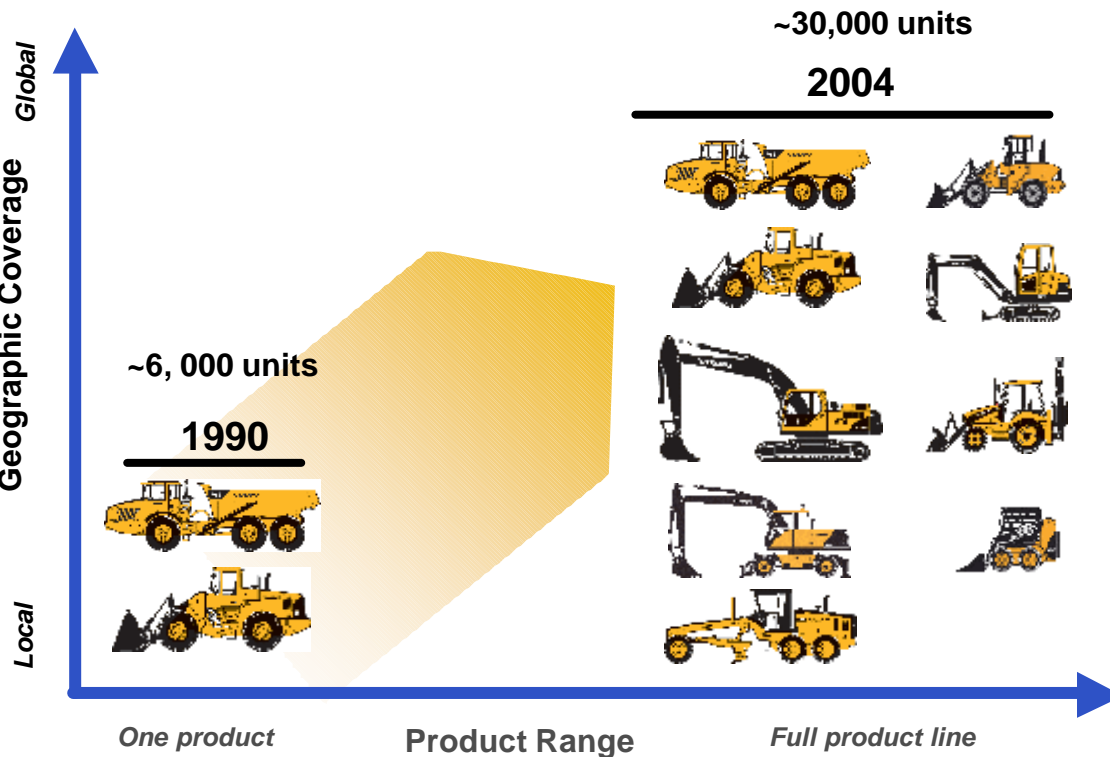 ~30,000 units
2004
Global
Geographic Coverage
Local
~6, 000 units
1990
One product
Product Range
Full product line